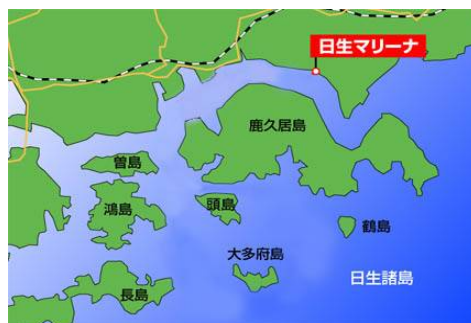 日生マリーナ
鹿久居島
曽島
鴻島
頭島
鶴島
大多府島
日生諸島
長島